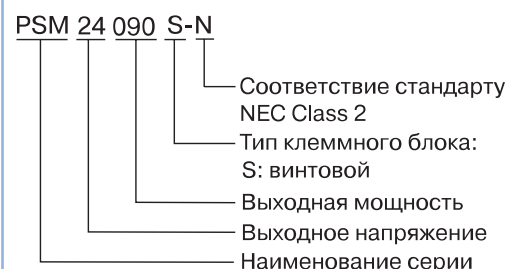 PSM 24 090 S-N
Соответствие стандарту
NEC Class 2
Тип клеммного блока:
S: винтовой
Выходная мощность
Выходное напряжение
Наименование серии